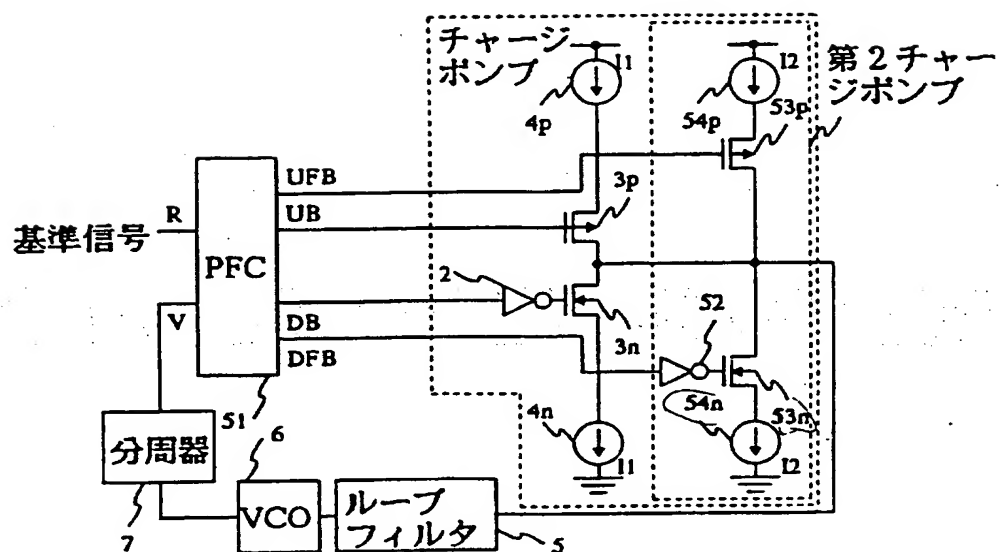 チャージ
ポンプ
I1
4p
I2
54p
53p
第2チャー
ジポンプ
UFB
UB
3p
R
基準信号
PFC
2
V
DB
DFB
3n
52
51
4n
I1
54n
53n
I2
分周器
7
6
VCO
ループ
フィルタ
5